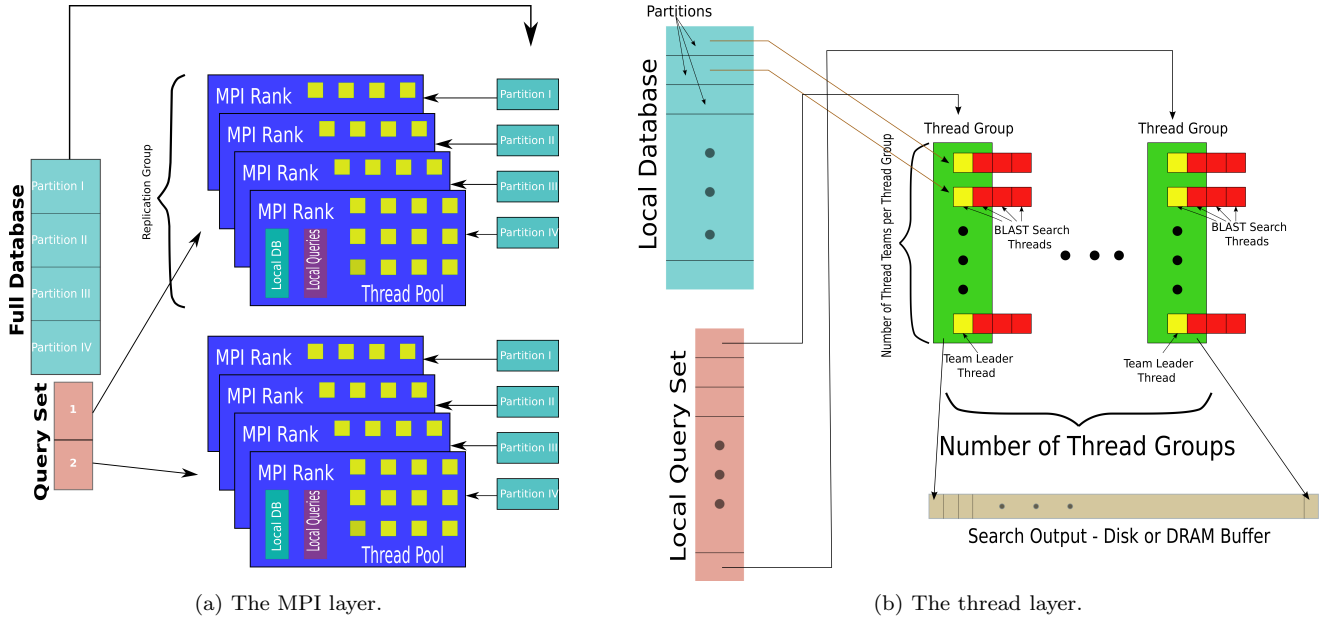 Full Database
Partition I
Partition II
Partition III
Partition IV
Query Set
1
2
Replication Group
MPI Rank
MPI Rank
MPI Rank
MPI Rank
Local DB
Local Queries
Thread Pool
Partition I
Partition II
Partition III
Partition IV
MPI Rank
MPI Rank
MPI Rank
MPI Rank
Local DB
Local Queries
Thread Pool
Partition I
Partition II
Partition III
Partition IV
(a) The MPI layer.
Partitions
Local Database
Local Query Set
Thread Group
Thread Group
Number of Thread Teams per Thread Group
BLAST Search
Threads
BLAST Search
Threads
Team Leader
Thread
Team Leader
Thread
Number of Thread Groups
Search Output - Disk or DRAM Buffer
(b) The thread layer.